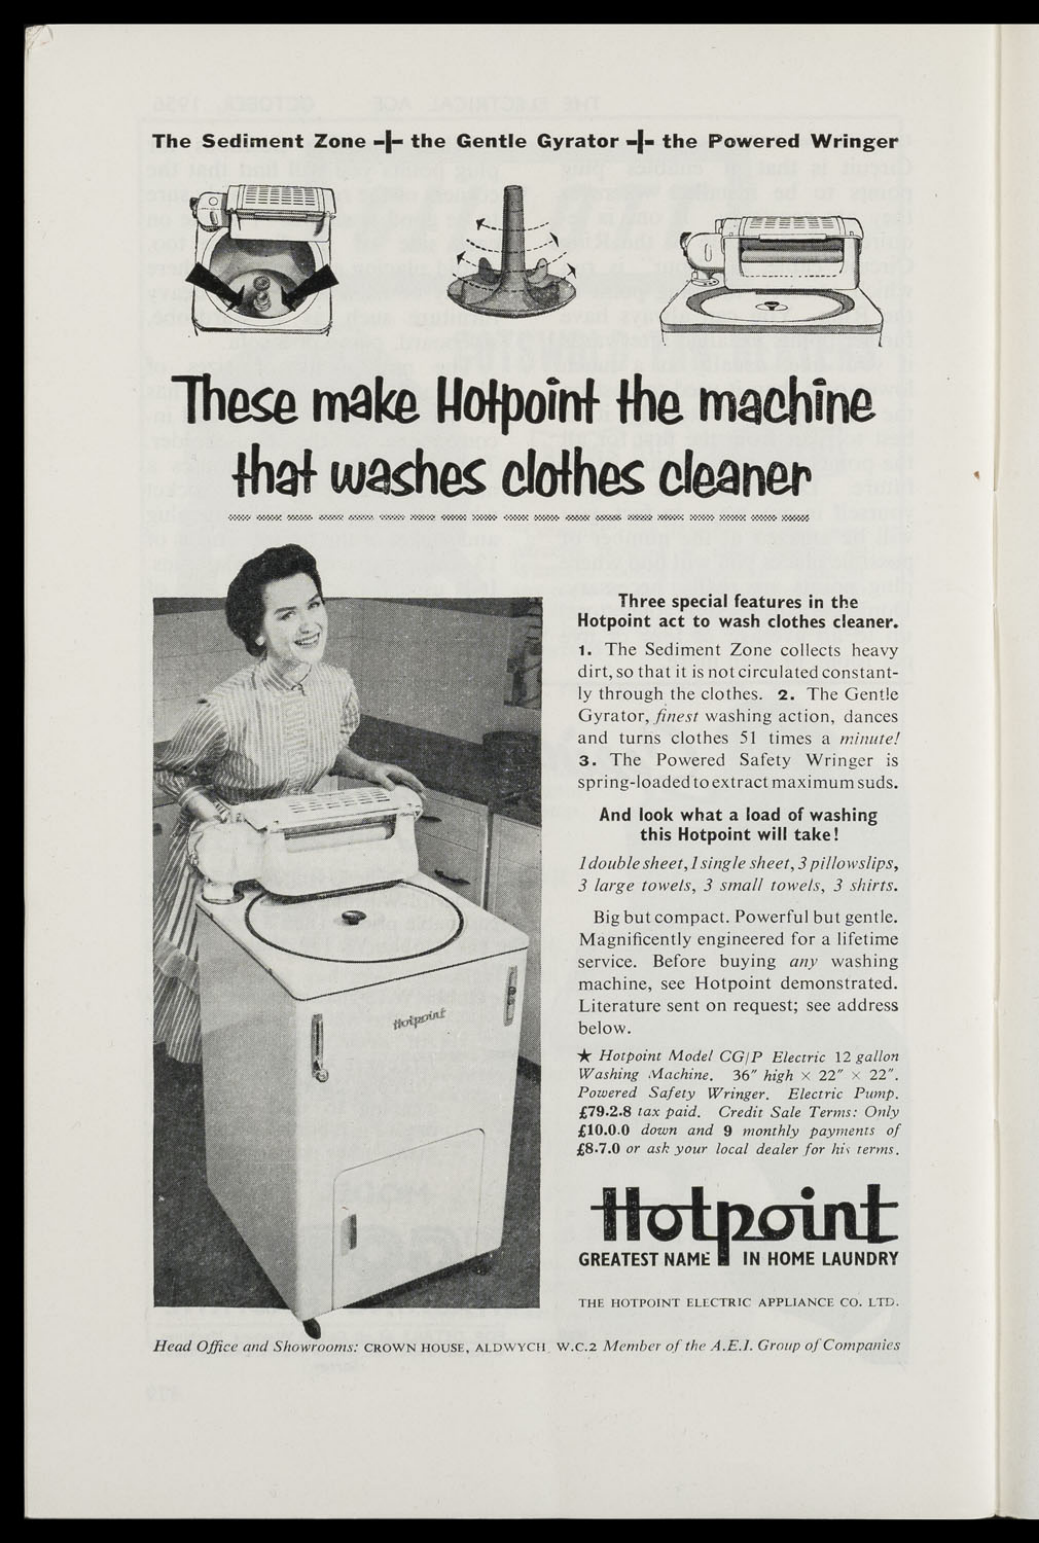 The Sediment Zone + the Gentle Gyrator + the Powered Wringer
These make Hotpoint the machine
that washes clothes cleaner
Three special features in the
Hotpoint act to wash clothes cleaner.
1. The Sediment Zone collects heavy
dirt, so that it is not circulated constant-
ly through the clothes. 2. The Gentle
Gyrator, finest washing action, dances
and turns clothes 51 times a minute!
3. The Powered Safety Wringer is
spring-loaded to extract maximum suds.
And look what a load of washing
this Hotpoint will take!
1 double sheet, 1 single sheet, 3 pillowslips,
3 large towels, 3 small towels, 3 shirts.
Big but compact. Powerful but gentle.
Magnificently engineered for a lifetime
service. Before buying any washing
machine, see Hotpoint demonstrated.
Literature sent on request; see address
below.
★ Hotpoint Model CG/P Electric 12 gallon
Washing Machine. 36" high × 22" × 22".
Powered Safety Wringer. Electric Pump.
£79.2.8 tax paid. Credit Sale Terms: Only
£10.0.0 down and 9 monthly payments of
£8.7.0 or ask your local dealer for his terms.
Hotpoint
Hotpoint
GREATEST NAME IN HOME LAUNDRY
THE HOTPOINT ELECTRIC APPLIANCE CO. LTD.
Head Office and Showrooms: CROWN HOUSE, ALDWYCH, W.C.2 Member of the A.E.I. Group of Companies